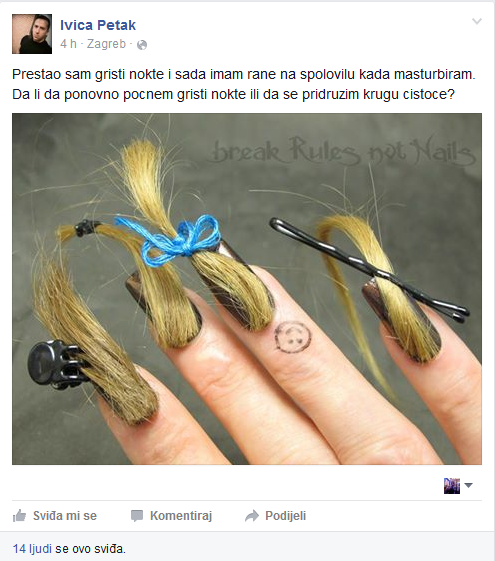 Ivica Petak
4 h · Zagreb ·
Prestao sam gristi nokte i sada imam rane na spolovilu kada masturbiram.
Da li da ponovno pocnem gristi nokte ili da se pridruzim krugu cistoce?
break Rules not Nails
Sviđa mi se Komentiraj Podijeli
14 ljudi se ovo sviđa.